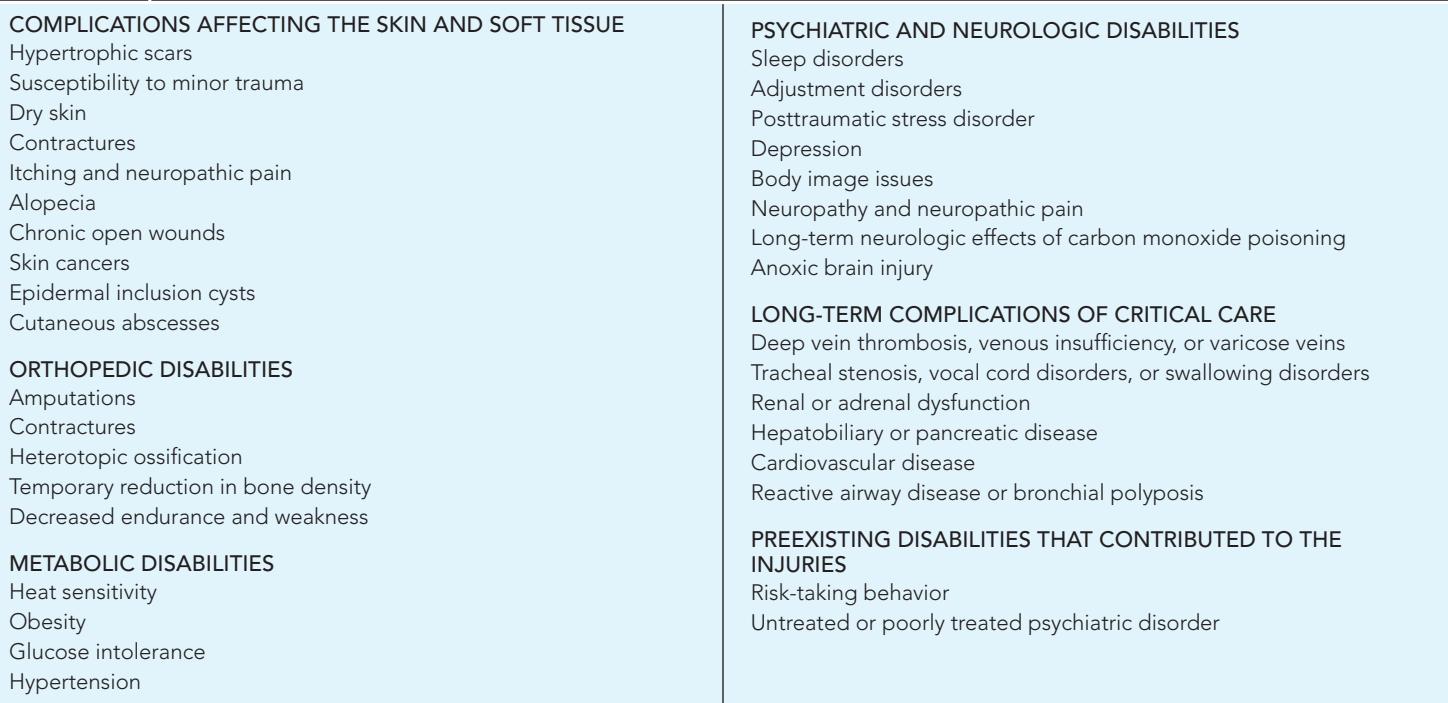 COMPLICATIONS AFFECTING THE SKIN AND SOFT TISSUE
Hypertrophic scars
Susceptibility to minor trauma
Dry skin
Contractures
Itching and neuropathic pain
Alopecia
Chronic open wounds
Skin cancers
Epidermal inclusion cysts
Cutaneous abscesses
ORTHOPEDIC DISABILITIES
Amputations
Contractures
Heterotopic ossification
Temporary reduction in bone density
Decreased endurance and weakness
METABOLIC DISABILITIES
Heat sensitivity
Obesity
Glucose intolerance
Hypertension
PSYCHIATRIC AND NEUROLOGIC DISABILITIES
Sleep disorders
Adjustment disorders
Posttraumatic stress disorder
Depression
Body image issues
Neuropathy and neuropathic pain
Long-term neurologic effects of carbon monoxide poisoning
Anoxic brain injury
LONG-TERM COMPLICATIONS OF CRITICAL CARE
Deep vein thrombosis, venous insufficiency, or varicose veins
Tracheal stenosis, vocal cord disorders, or swallowing disorders
Renal or adrenal dysfunction
Hepatobiliary or pancreatic disease
Cardiovascular disease
Reactive airway disease or bronchial polyposis
PREEXISTING DISABILITIES THAT CONTRIBUTED TO THE
INJURIES
Risk-taking behavior
Untreated or poorly treated psychiatric disorder